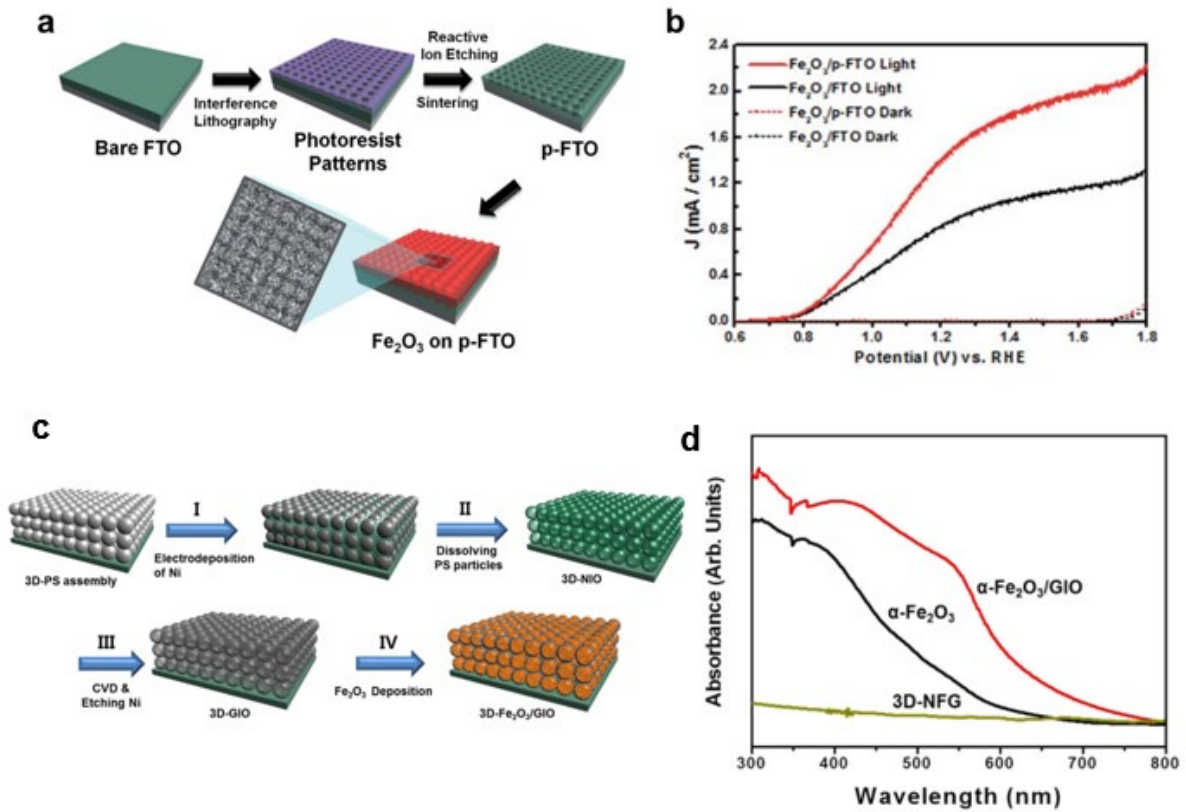 a
Bare FTO
Interference
Lithography
Photoresist
Patterns
Reactive
Ion Etching
Sintering
p-FTO
Fe₂O₃ on p-FTO
b
J (mA / cm²)
2.4
2.0
1.6
1.2
0.8
0.4
0.0
Fe₂O₃/p-FTO Light
Fe₂O₃/FTO Light
Fe₂O₃/p-FTO Dark
Fe₂O₃/FTO Dark
0.6 0.8 1.0 1.2 1.4 1.6 1.8
Potential (V) vs. RHE
c
3D-PS assembly
I
Electrodeposition
of Ni
II
Dissolving
PS particles
3D-NIO
III
CVD &
Etching Ni
3D-GIO
IV
Fe₂O₃ Deposition
3D-Fe₂O₃/GIO
d
Absorbance (Arb. Units)
α-Fe₂O₃/GIO
α-Fe₂O₃
3D-NFG
300 400 500 600 700 800
Wavelength (nm)